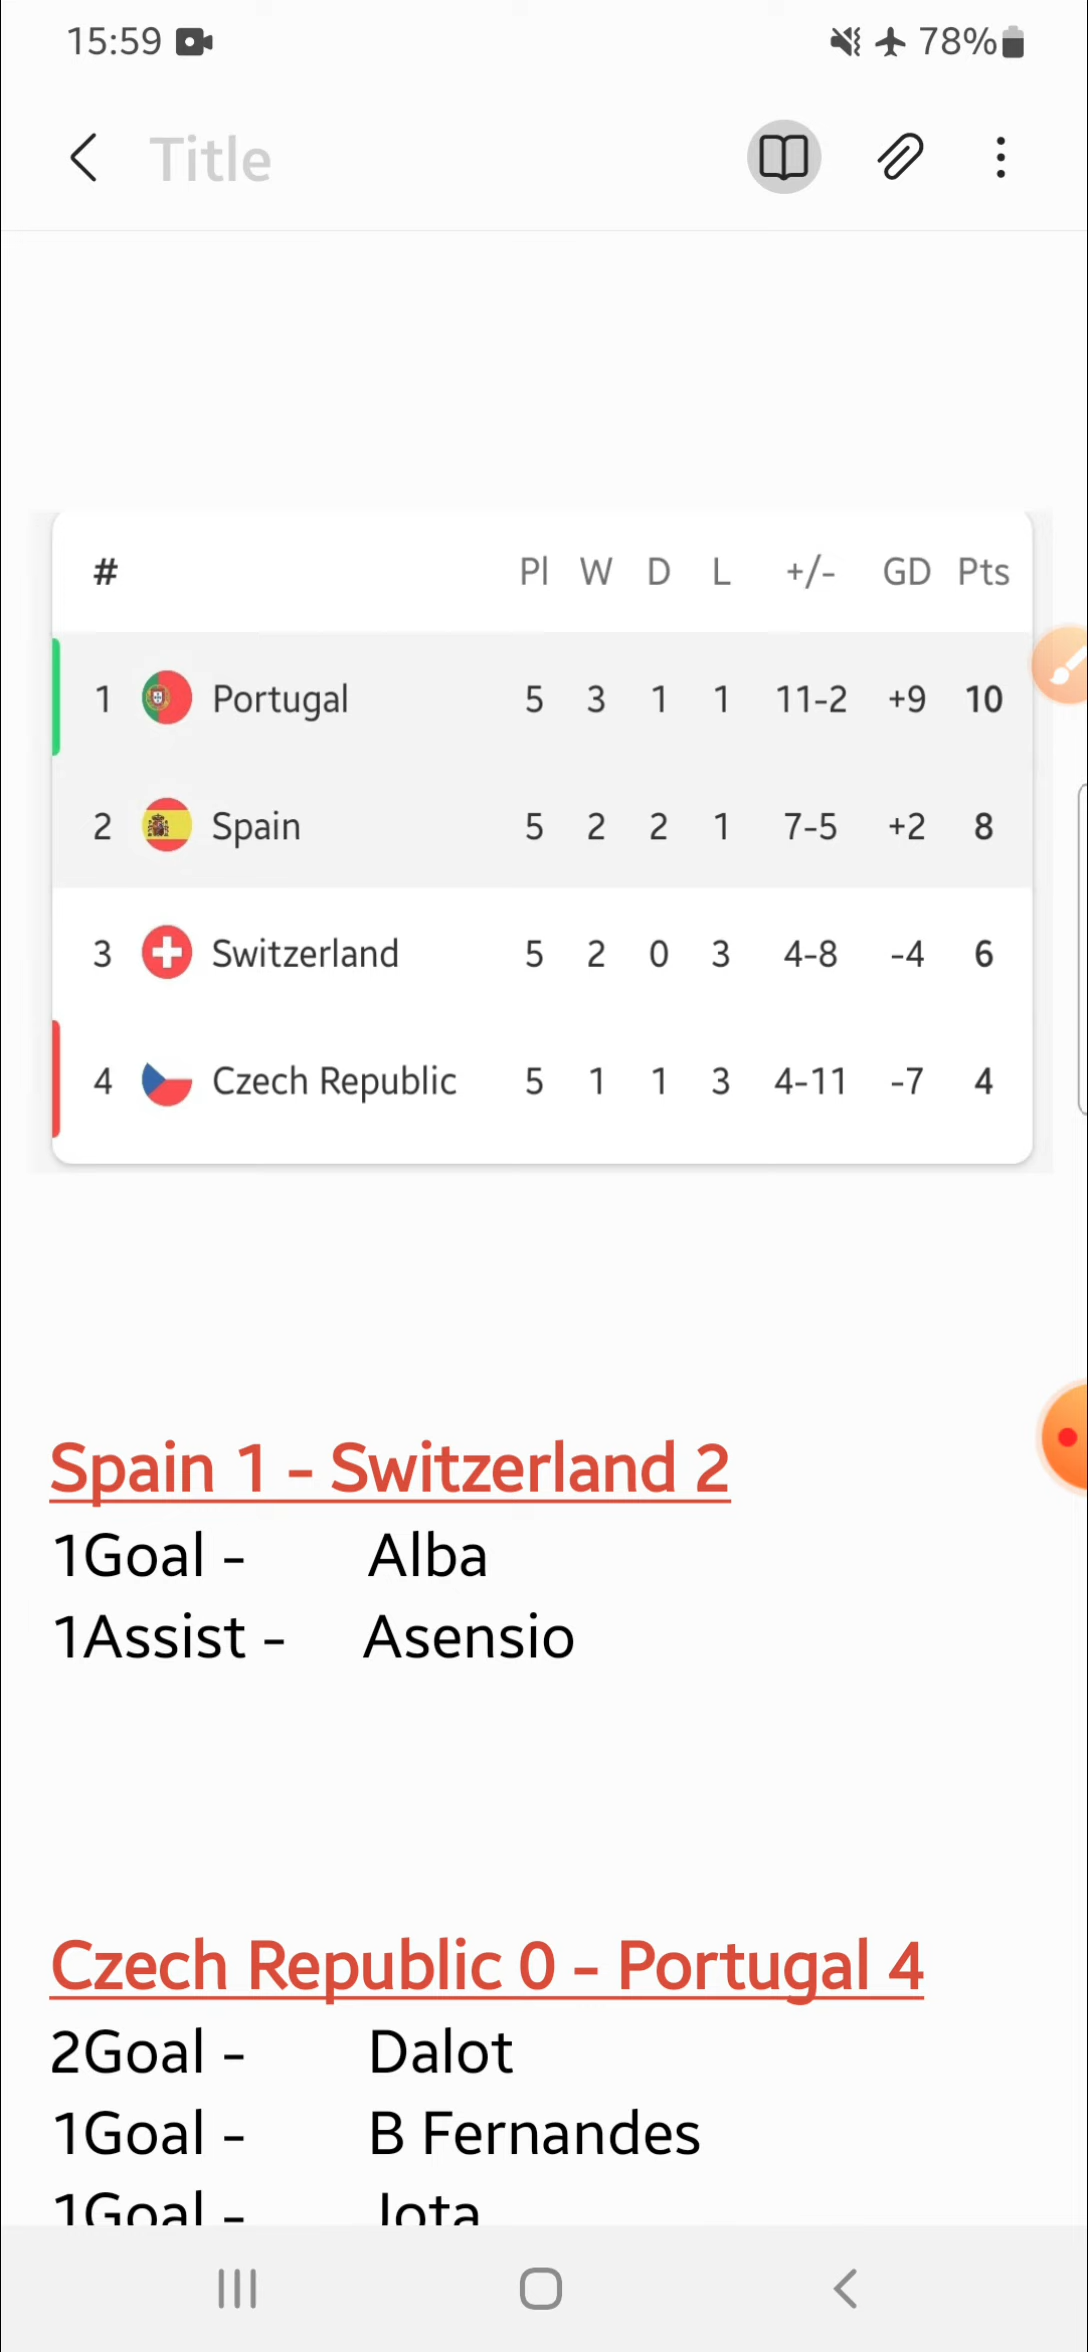 15:59 78%
Title
# Pl W D L +/- GD Pts
1 Portugal 5 3 1 1 11-2 +9 10
2 Spain 5 2 2 1 7-5 +2 8
3 Switzerland 5 2 0 3 4-8 -4 6
4 Czech Republic 5 1 1 3 4-11 -7 4
Spain 1 - Switzerland 2
1Goal - Alba
1Assist - Asensio
Czech Republic 0 - Portugal 4
2Goal - Dalot
1Goal - B Fernandes
1Goal - Jota